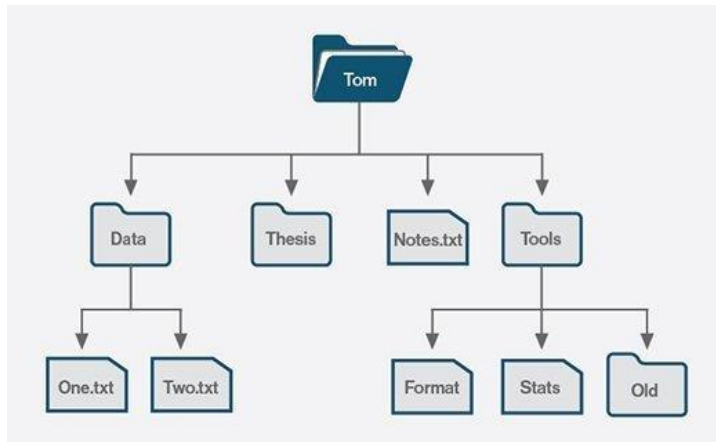 Tom
Data
Thesis
Notes.txt
Tools
One.txt
Two.txt
Format
Stats
Old